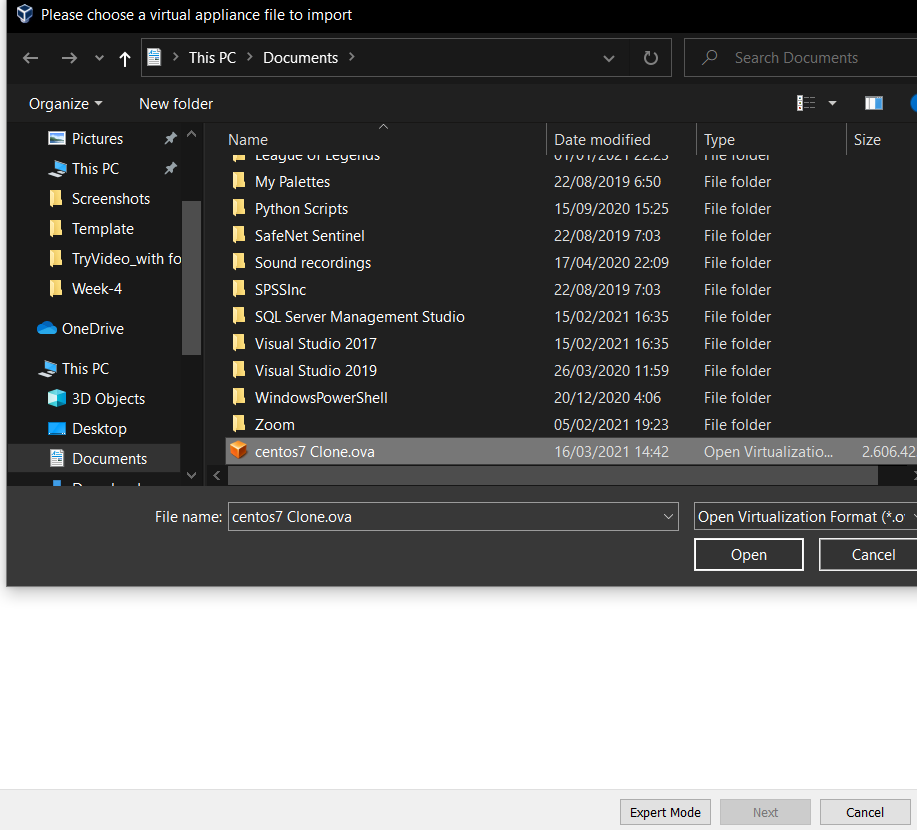 Please choose a virtual appliance file to import
This PC
Documents
Search Documents
Organize
New folder
Name
Date modified
Type
Size
Pictures
This PC
Screenshots
Template
TryVideo_with fo
Week-4
OneDrive
This PC
3D Objects
Desktop
Documents
League of Legends 01/01/2021 22:23 File folder
My Palettes 22/08/2019 6:50 File folder
Python Scripts 15/09/2020 15:25 File folder
SafeNet Sentinel 22/08/2019 7:03 File folder
Sound recordings 17/04/2020 22:09 File folder
SPSSInc 22/08/2019 7:03 File folder
SQL Server Management Studio 15/02/2021 16:35 File folder
Visual Studio 2017 15/02/2021 16:35 File folder
Visual Studio 2019 26/03/2020 11:59 File folder
WindowsPowerShell 20/12/2020 4:06 File folder
Zoom 05/02/2021 19:23 File folder
centos7 Clone.ova 16/03/2021 14:42 Open Virtualizatio... 2.606.42
File name: centos7 Clone.ova
Open Virtualization Format (*.o
Open
Cancel
Expert Mode
Next
Cancel